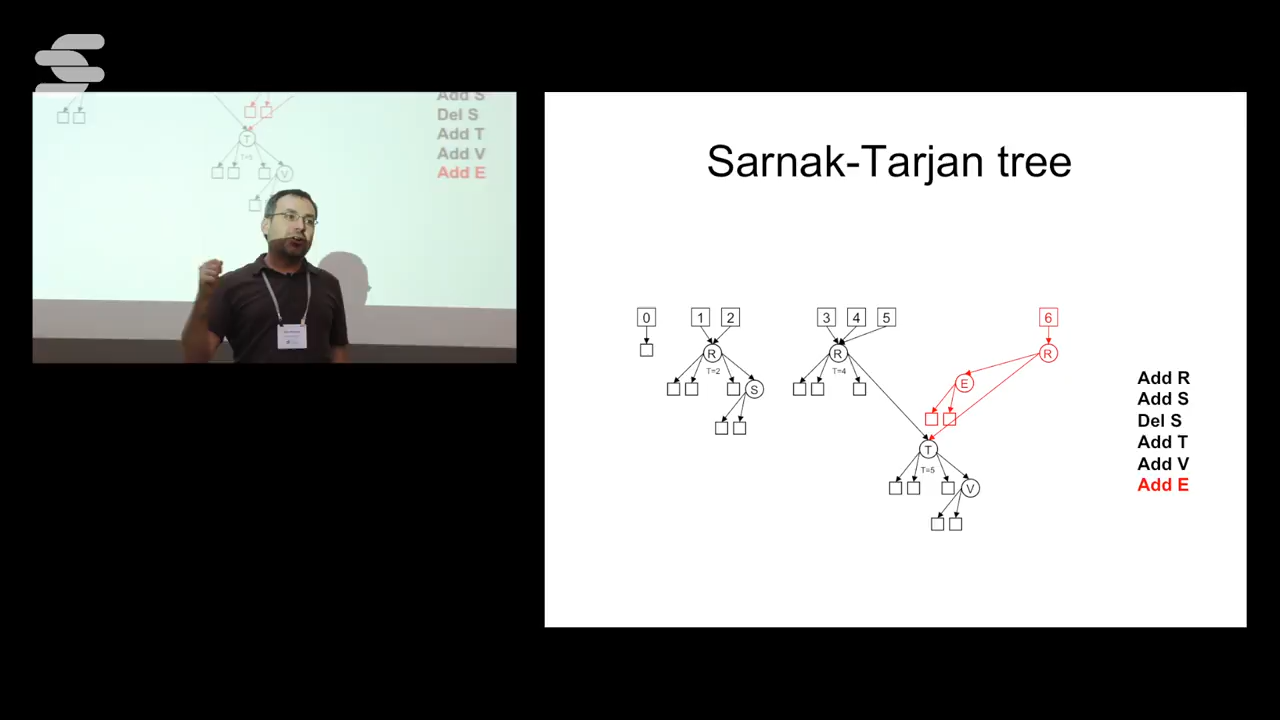 Add S
Del S
Add T
Add V
Add E
T
T=5
V
Sarnak-Tarjan tree
0 1 2 3 4 5 6
R R R
T=2 T=4
E
S
T
T=5
V
Add R
Add S
Del S
Add T
Add V
Add E